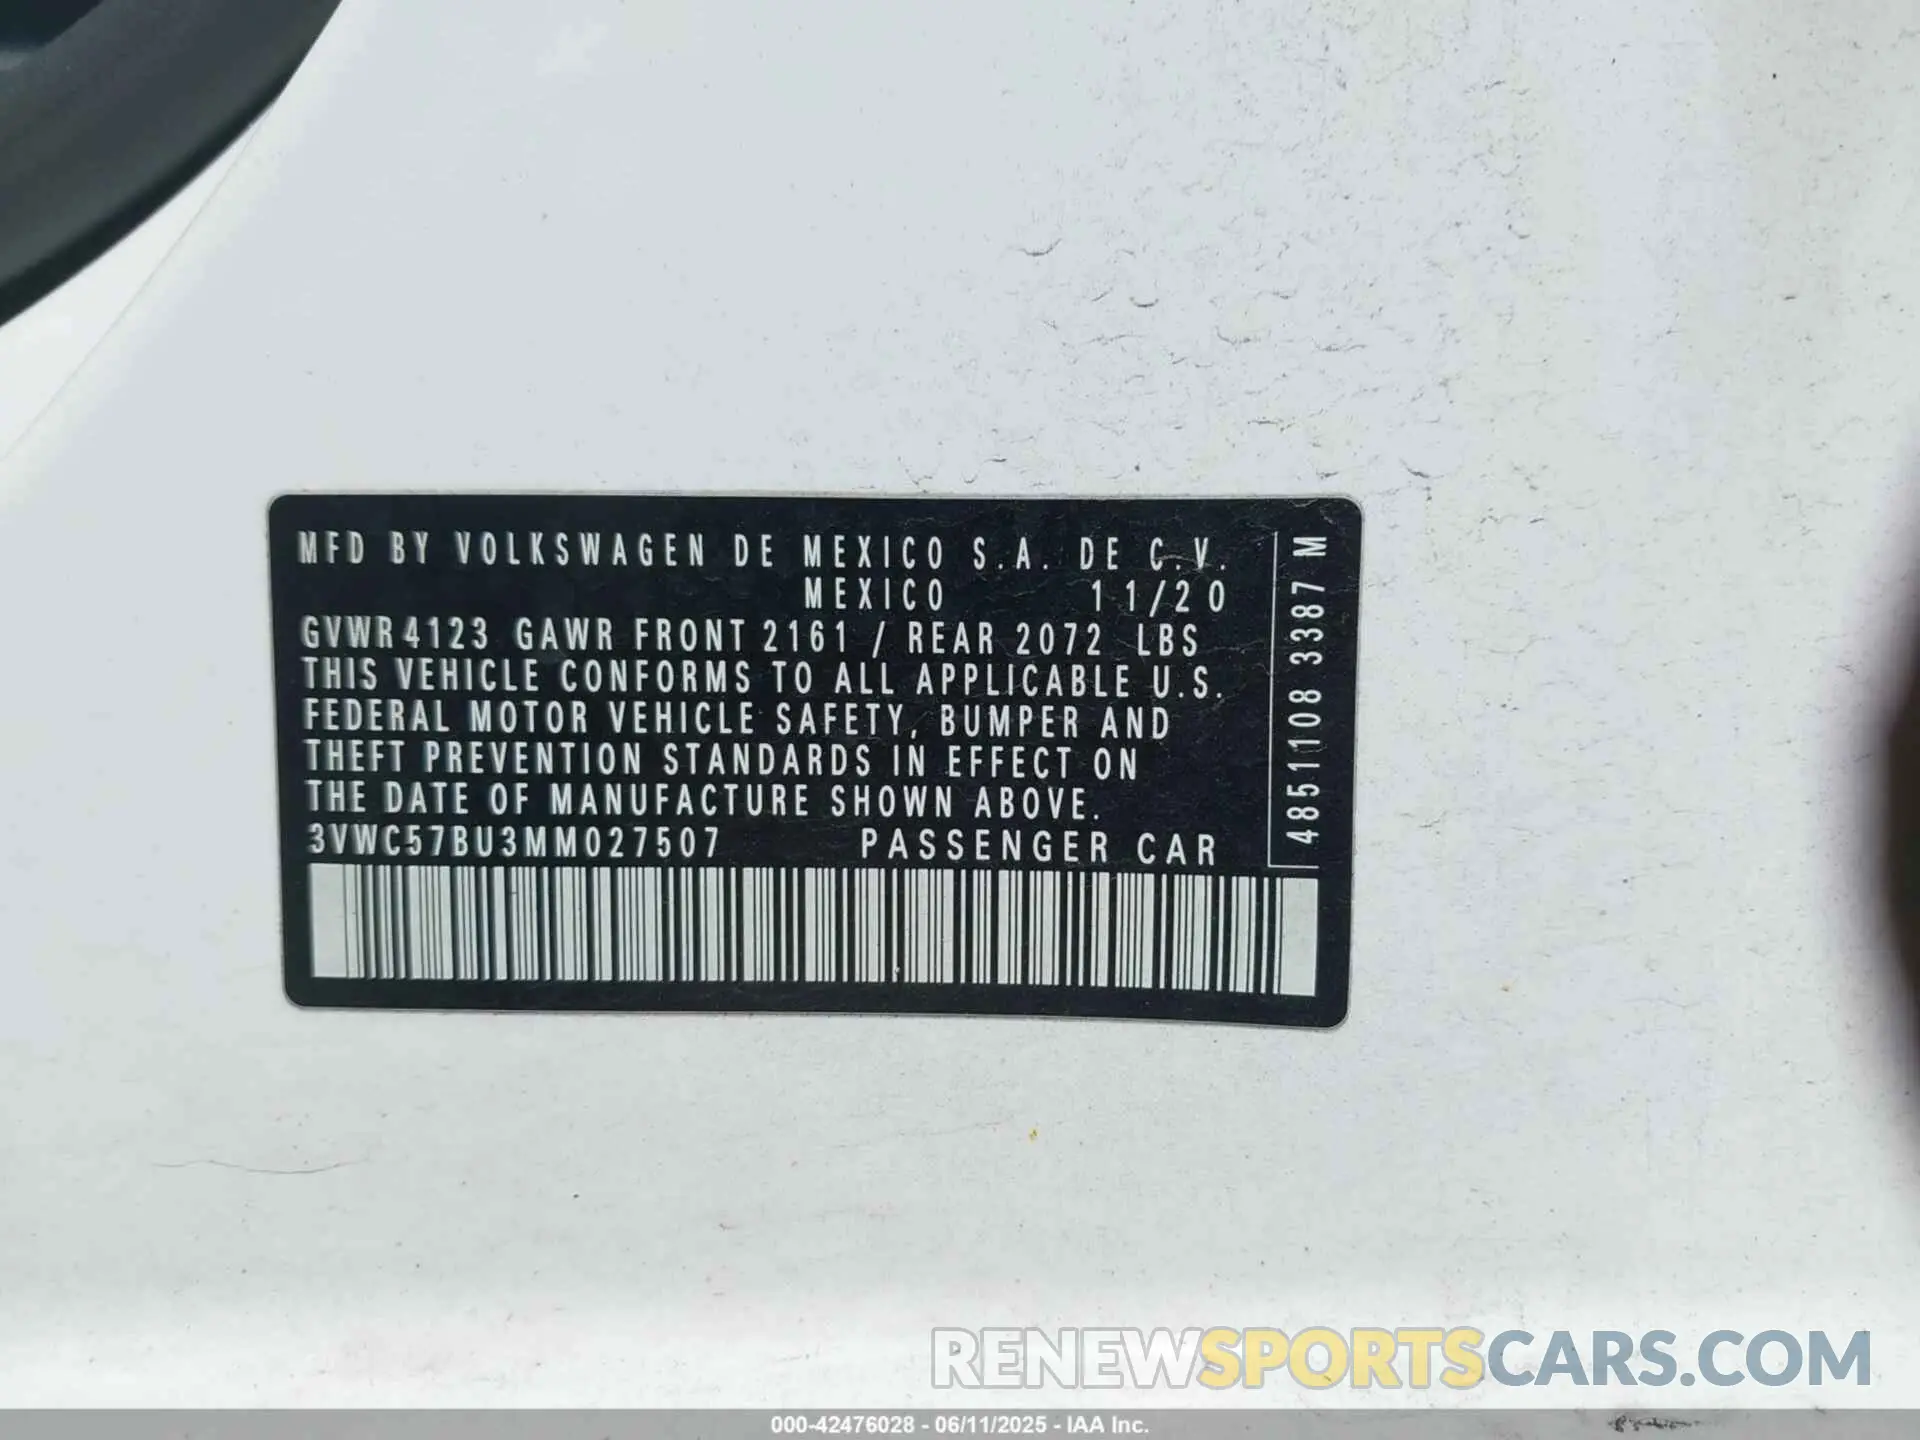 MFD BY VOLKSWAGEN DE MEXICO S.A. DE C.V.
MEXICO 11/20
GVWR 4123 GAWR FRONT 2161 / REAR 2072 LBS
THIS VEHICLE CONFORMS TO ALL APPLICABLE U.S.
FEDERAL MOTOR VEHICLE SAFETY, BUMPER AND
THEFT PREVENTION STANDARDS IN EFFECT ON
THE DATE OF MANUFACTURE SHOWN ABOVE.
3VWC57BU3MM027507 PASSENGER CAR
4851108 3387 M
RENEWSPORTSCARS.COM
000-42476028 - 06/11/2025 - IAA Inc.